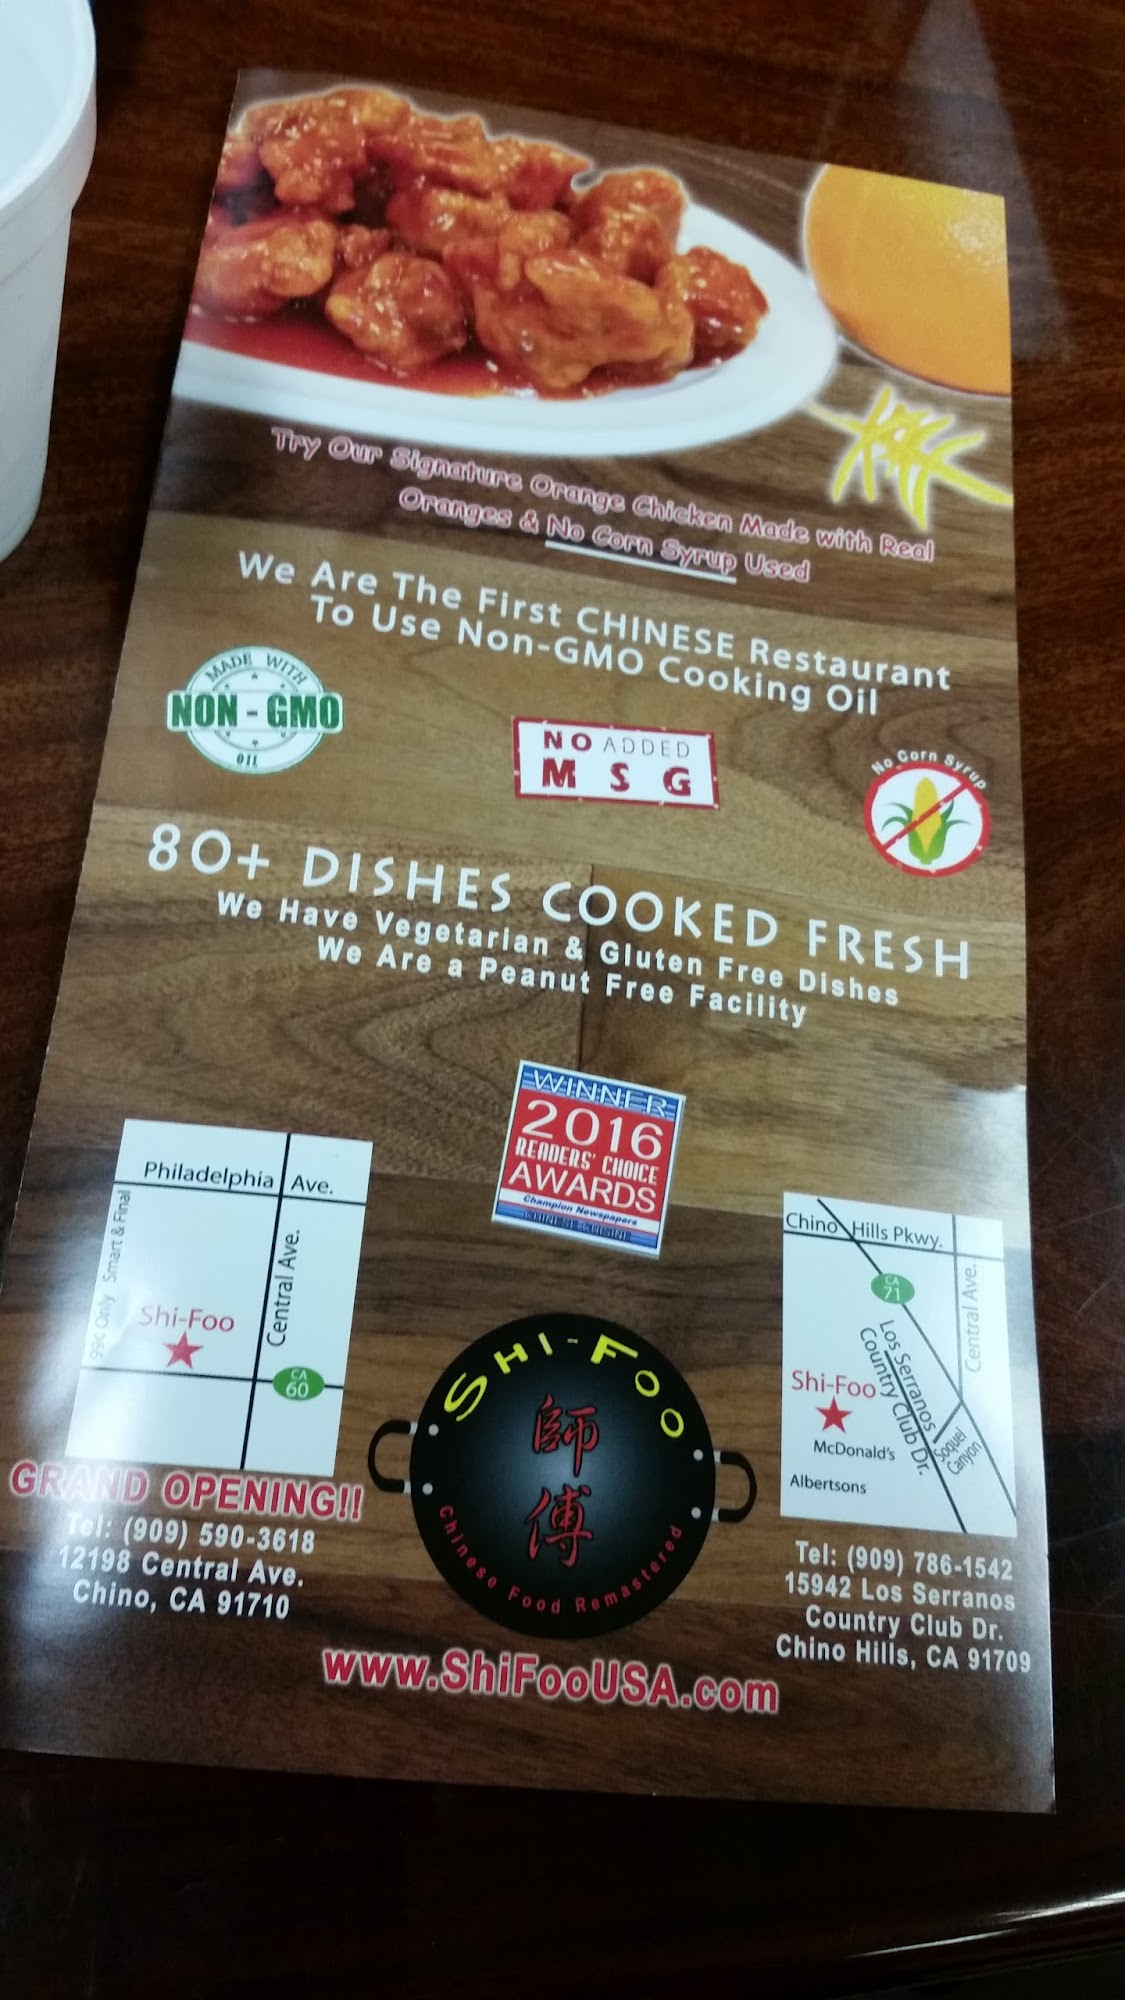 Try Our Signature Orange Chicken Made with Real
Oranges & No Corn Syrup Used
We Are The First CHINESE Restaurant
To Use Non-GMO Cooking Oil
MADE WITH
NON-GMO
OIL
NO ADDED
MSG
No Corn Syrup
80+ DISHES COOKED FRESH
We Have Vegetarian & Gluten Free Dishes
We Are a Peanut Free Facility
WINNER
2016
READERS' CHOICE
AWARDS
Champion Newspapers
CHINESE CUISINE
Philadelphia Ave.
99¢ Only Smart & Final
Central Ave.
Shi-Foo
CA
60
GRAND OPENING!!
Tel: (909) 590-3618
12198 Central Ave.
Chino, CA 91710
SHI-FOO
師
傅
Chinese Food Remastered
Chino Hills Pkwy.
CA
71
Central Ave.
Los Serranos
Country Club Dr.
Shi-Foo
McDonald's
Soquel
Canyon
Albertsons
Tel: (909) 786-1542
15942 Los Serranos
Country Club Dr.
Chino Hills, CA 91709
www.ShiFooUSA.com